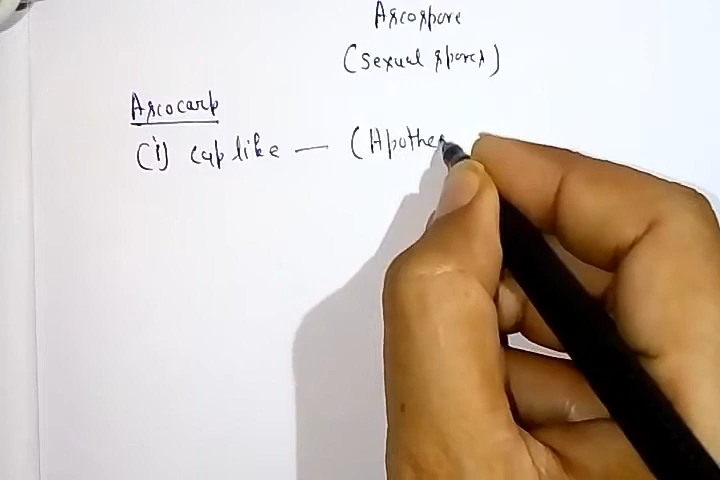 Ascospore
(sexual spores)
Ascocarp
(i) cup like — (Apothe